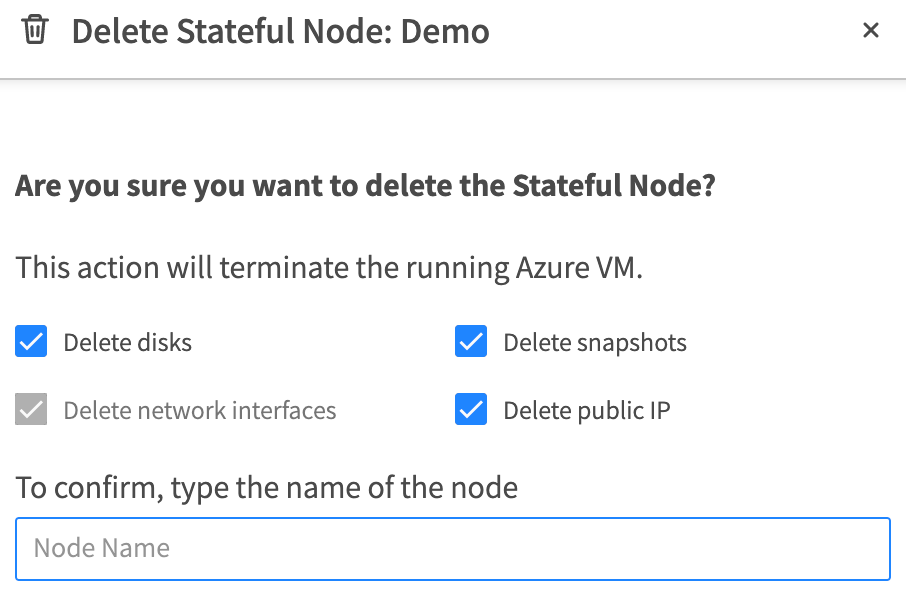 Delete Stateful Node: Demo
Are you sure you want to delete the Stateful Node?
This action will terminate the running Azure VM.
Delete disks
Delete snapshots
Delete network interfaces
Delete public IP
To confirm, type the name of the node
Node Name